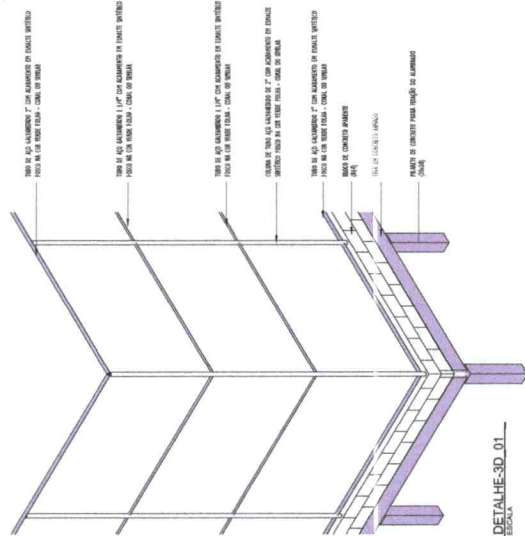 TUBO DE AÇO GALVANIZADO 2" COM ACABAMENTO EM ESMALTE SINTÉTICO
FOSCO NA COR VERDE FOLHA - CORAL OU SIMILAR
TUBO DE AÇO GALVANIZADO 1 1/4" COM ACABAMENTO EM ESMALTE SINTÉTICO
FOSCO NA COR VERDE FOLHA - CORAL OU SIMILAR
TUBO DE AÇO GALVANIZADO 1 1/4" COM ACABAMENTO EM ESMALTE SINTÉTICO
FOSCO NA COR VERDE FOLHA - CORAL OU SIMILAR
COLUNA DE TUBO AÇO GALVANIZADO DE 2" COM ACABAMENTO EM ESMALTE
SINTÉTICO FOSCO NA COR VERDE FOLHA - CORAL OU SIMILAR
TUBO DE AÇO GALVANIZADO 2" COM ACABAMENTO EM ESMALTE SINTÉTICO
FOSCO NA COR VERDE FOLHA - CORAL OU SIMILAR
BLOCO DE CONCRETO APARENTE
VIGA EM CONCRETO ARMADO
PILARETE DE CONCRETO PARA FIXAÇÃO DO ALAMBRADO
DETALHE-3D_01
ESCALA